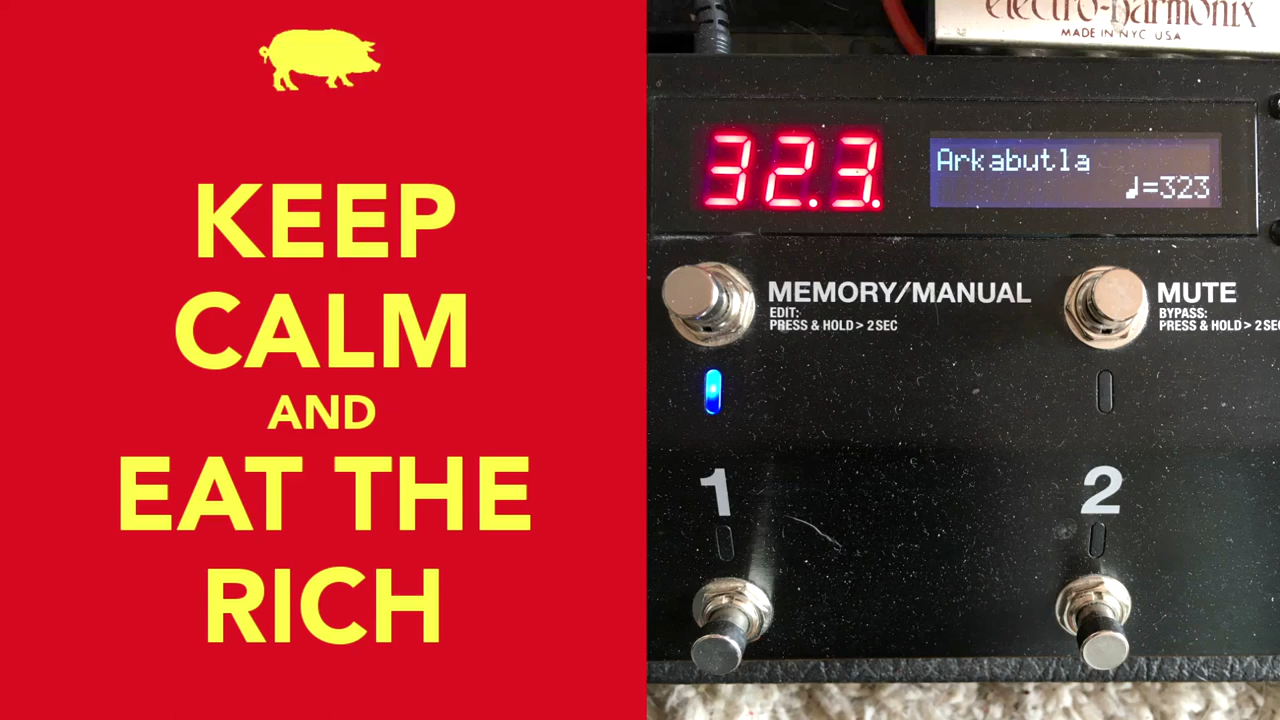 KEEP
CALM
AND
EAT THE
RICH
electro-harmonix
MADE IN NYC USA
32.3.
Arkabutla
♩=323
MEMORY/MANUAL
EDIT:
PRESS & HOLD > 2 SEC
MUTE
BYPASS:
PRESS & HOLD > 2 SEC
1
2